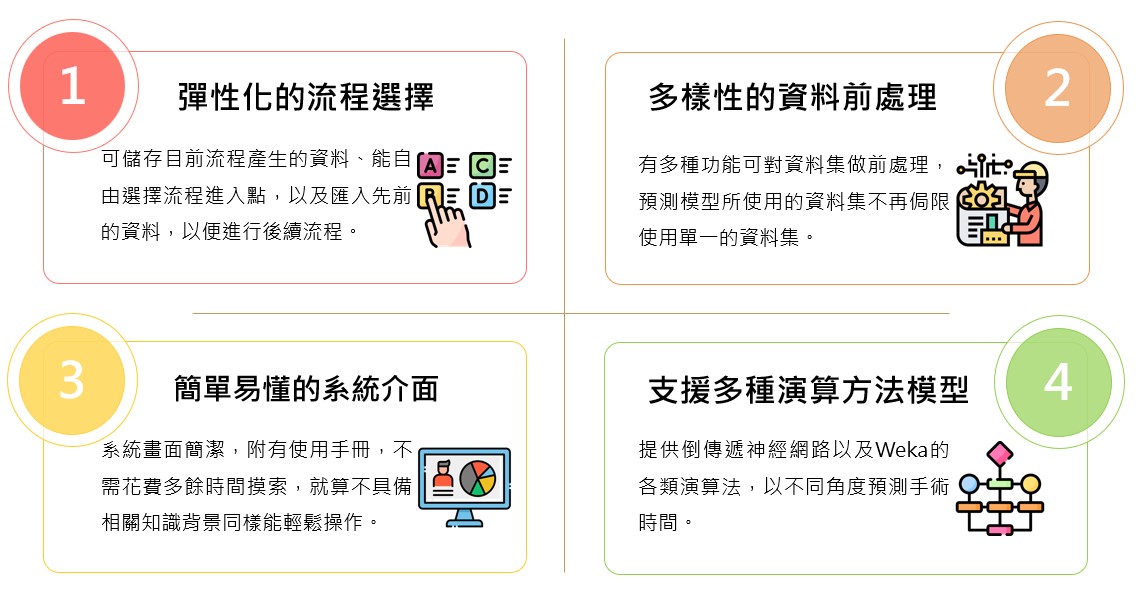 1
彈性化的流程選擇
可儲存目前流程產生的資料、能自
由選擇流程進入點，以及匯入先前
的資料，以便進行後續流程。
A
C
B
D
2
多樣性的資料前處理
有多種功能可對資料集做前處理，
預測模型所使用的資料集不再侷限
使用單一的資料集。
3
簡單易懂的系統介面
系統畫面簡潔，附有使用手冊，不
需花費多餘時間摸索，就算不具備
相關知識背景同樣能輕鬆操作。
4
支援多種演算方法模型
提供倒傳遞神經網路以及Weka的
各類演算法，以不同角度預測手術
時間。